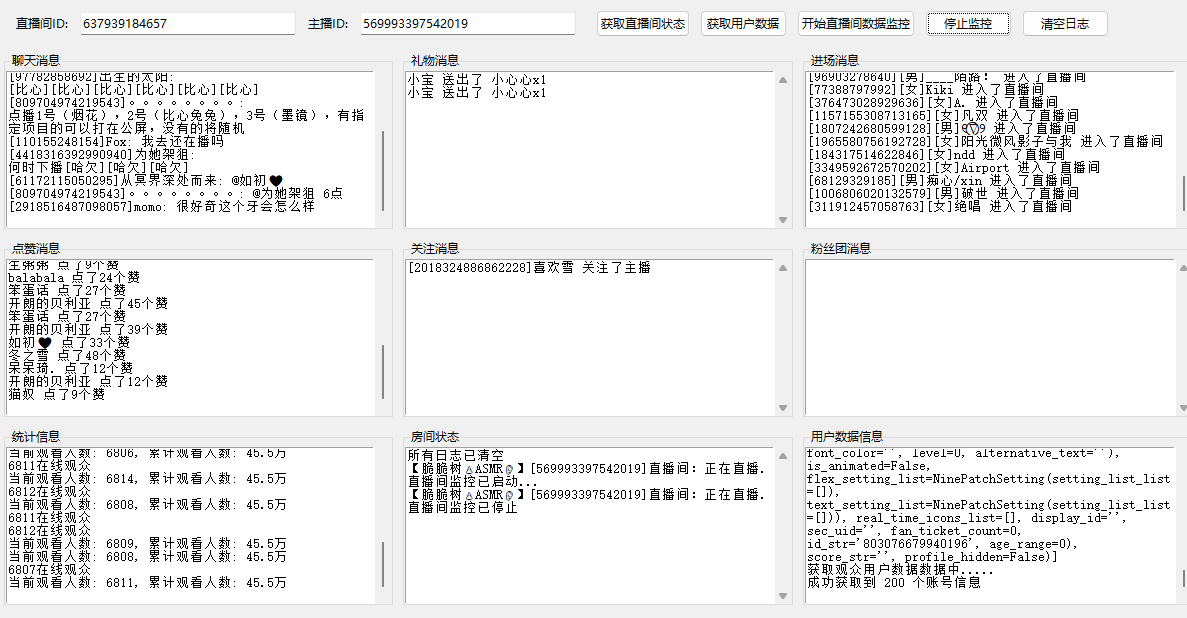 直播间ID: 637939184657 主播ID: 569993397542019 获取直播间状态 获取用户数据 开始直播间数据监控 停止监控 清空日志
聊天消息
[97782858692]出生的太阳:
[比心][比心][比心][比心][比心][比心]
[809704974219543]。。。。。。。。:
点播1号（烟花），2号（比心兔兔），3号（墨镜），有指
定项目的可以打在公屏，没有的将随机
[110155248154]Fox: 我去还在播吗
[4418316392990940]为她架狙:
何时下播[哈欠][哈欠][哈欠]
[61172115050295]从冥界深处而来: @如初🖤
[809704974219543]。。。。。。。。: @为她架狙 6点
[2918516487098057]momo: 很好奇这个牙会怎么样
礼物消息
小宝 送出了 小心心x1
小宝 送出了 小心心x1
进场消息
[96903278640][男]____陌路： 进入了直播间
[77388797992][女]Kiki 进入了直播间
[376473028929636][女]A. 进入了直播间
[1157155308713165][女]凡双 进入了直播间
[1807242680599128][男] 进入了直播间
[1965580756192728][女]阳光微风影子与我 进入了直播间
[184317514622846][女]ndd 进入了直播间
[3349592672570202][女]Airport 进入了直播间
[68129329185][男]痴心/xin 进入了直播间
[1006806020132579][男]破世 进入了直播间
[311912457058763][女]绝唱 进入了直播间
点赞消息
点了9个赞
balabala 点了24个赞
笨蛋话 点了27个赞
开朗的贝利亚 点了45个赞
笨蛋话 点了27个赞
开朗的贝利亚 点了39个赞
如初🖤 点了33个赞
冬之雪 点了48个赞
呆呆琦. 点了12个赞
开朗的贝利亚 点了12个赞
猫奴 点了9个赞
关注消息
[2018324886862228]喜欢雪 关注了主播
粉丝团消息
统计信息
当前观看人数: 6806, 累计观看人数: 45.5万
6811在线观众
当前观看人数: 6814, 累计观看人数: 45.5万
6812在线观众
当前观看人数: 6808, 累计观看人数: 45.5万
6811在线观众
6812在线观众
当前观看人数: 6809, 累计观看人数: 45.5万
当前观看人数: 6808, 累计观看人数: 45.5万
6807在线观众
当前观看人数: 6811, 累计观看人数: 45.5万
房间状态
所有日志已清空
【脆脆树ASMR】[569993397542019]直播间：正在直播.
直播间监控已启动...
【脆脆树ASMR】[569993397542019]直播间：正在直播.
直播间监控已停止
用户数据信息
font_color='', level=0, alternative_text=''),
is_animated=False,
flex_setting_list=NinePatchSetting(setting_list_list
=[]),
text_setting_list=NinePatchSetting(setting_list_list
=[])), real_time_icons_list=[], display_id='',
sec_uid='', fan_ticket_count=0,
id_str='803076679940196', age_range=0),
score_str='', profile_hidden=False)]
获取观众用户数据数据中.....
成功获取到 200 个账号信息